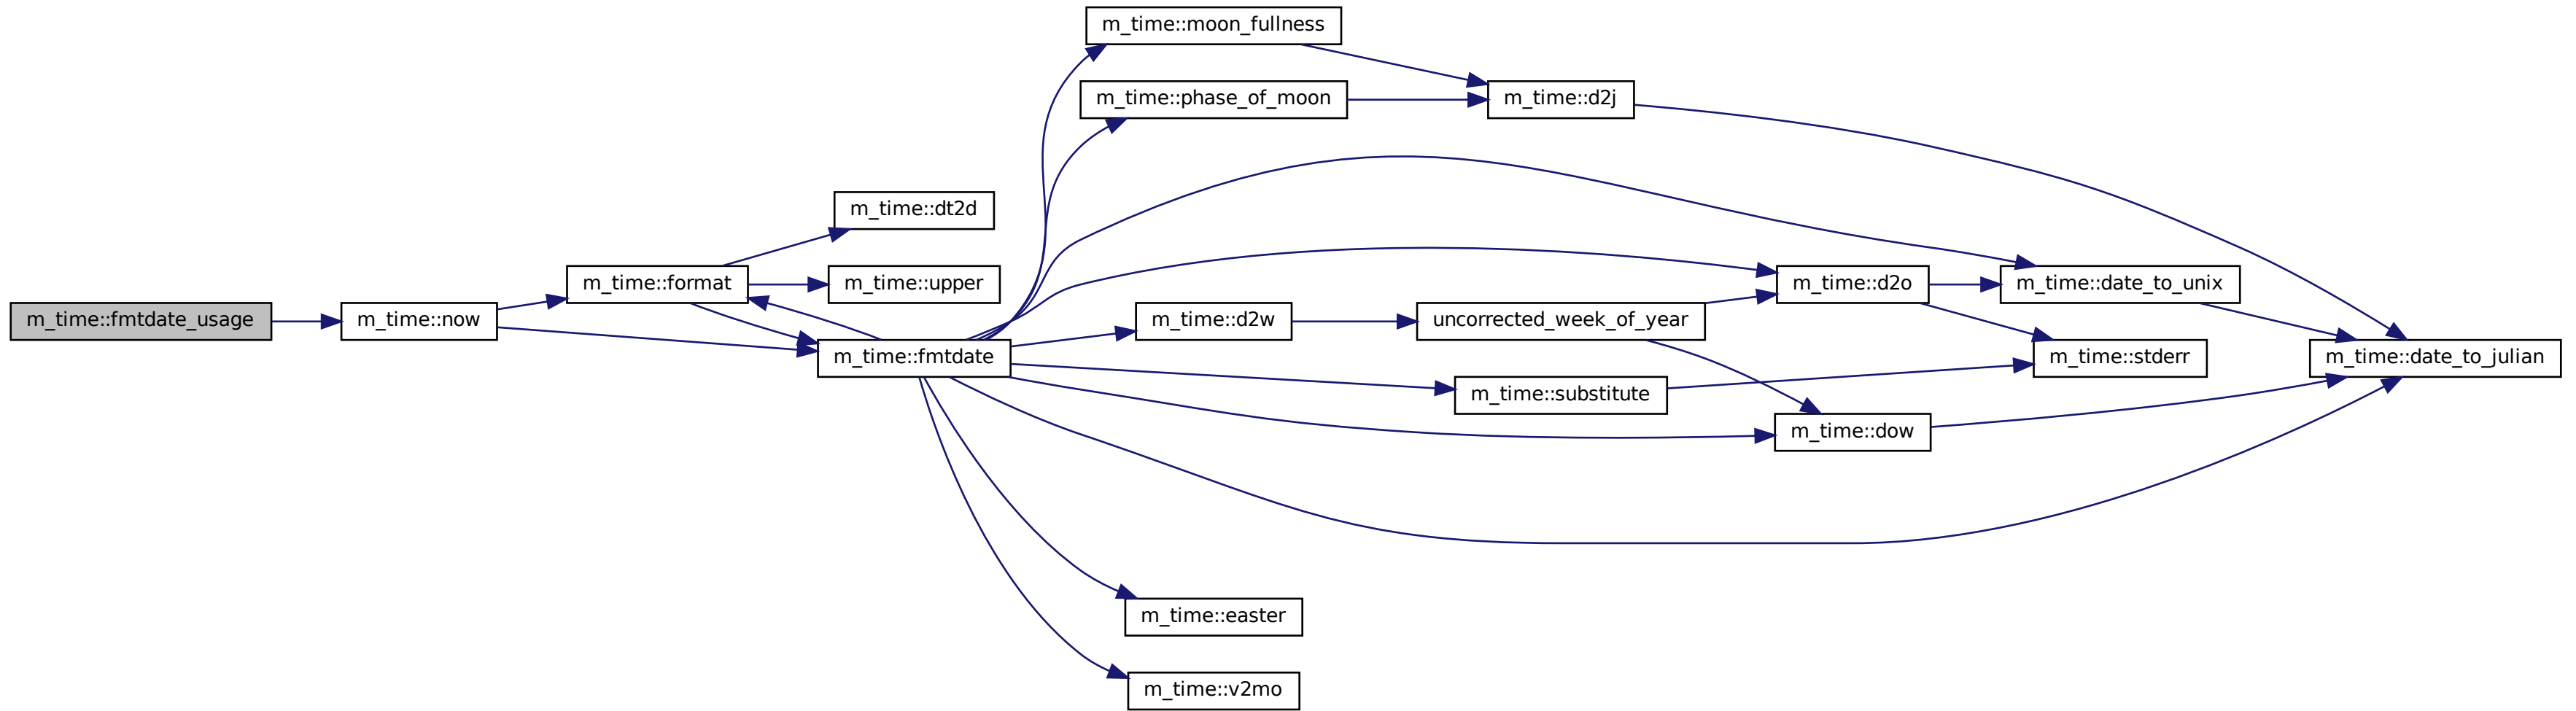 m_time::moon_fullness
m_time::phase_of_moon
m_time::d2j
m_time::dt2d
m_time::format
m_time::upper
m_time::d2o
m_time::date_to_unix
m_time::fmtdate_usage
m_time::now
m_time::d2w
uncorrected_week_of_year
m_time::fmtdate
m_time::stderr
m_time::date_to_julian
m_time::substitute
m_time::dow
m_time::easter
m_time::v2mo